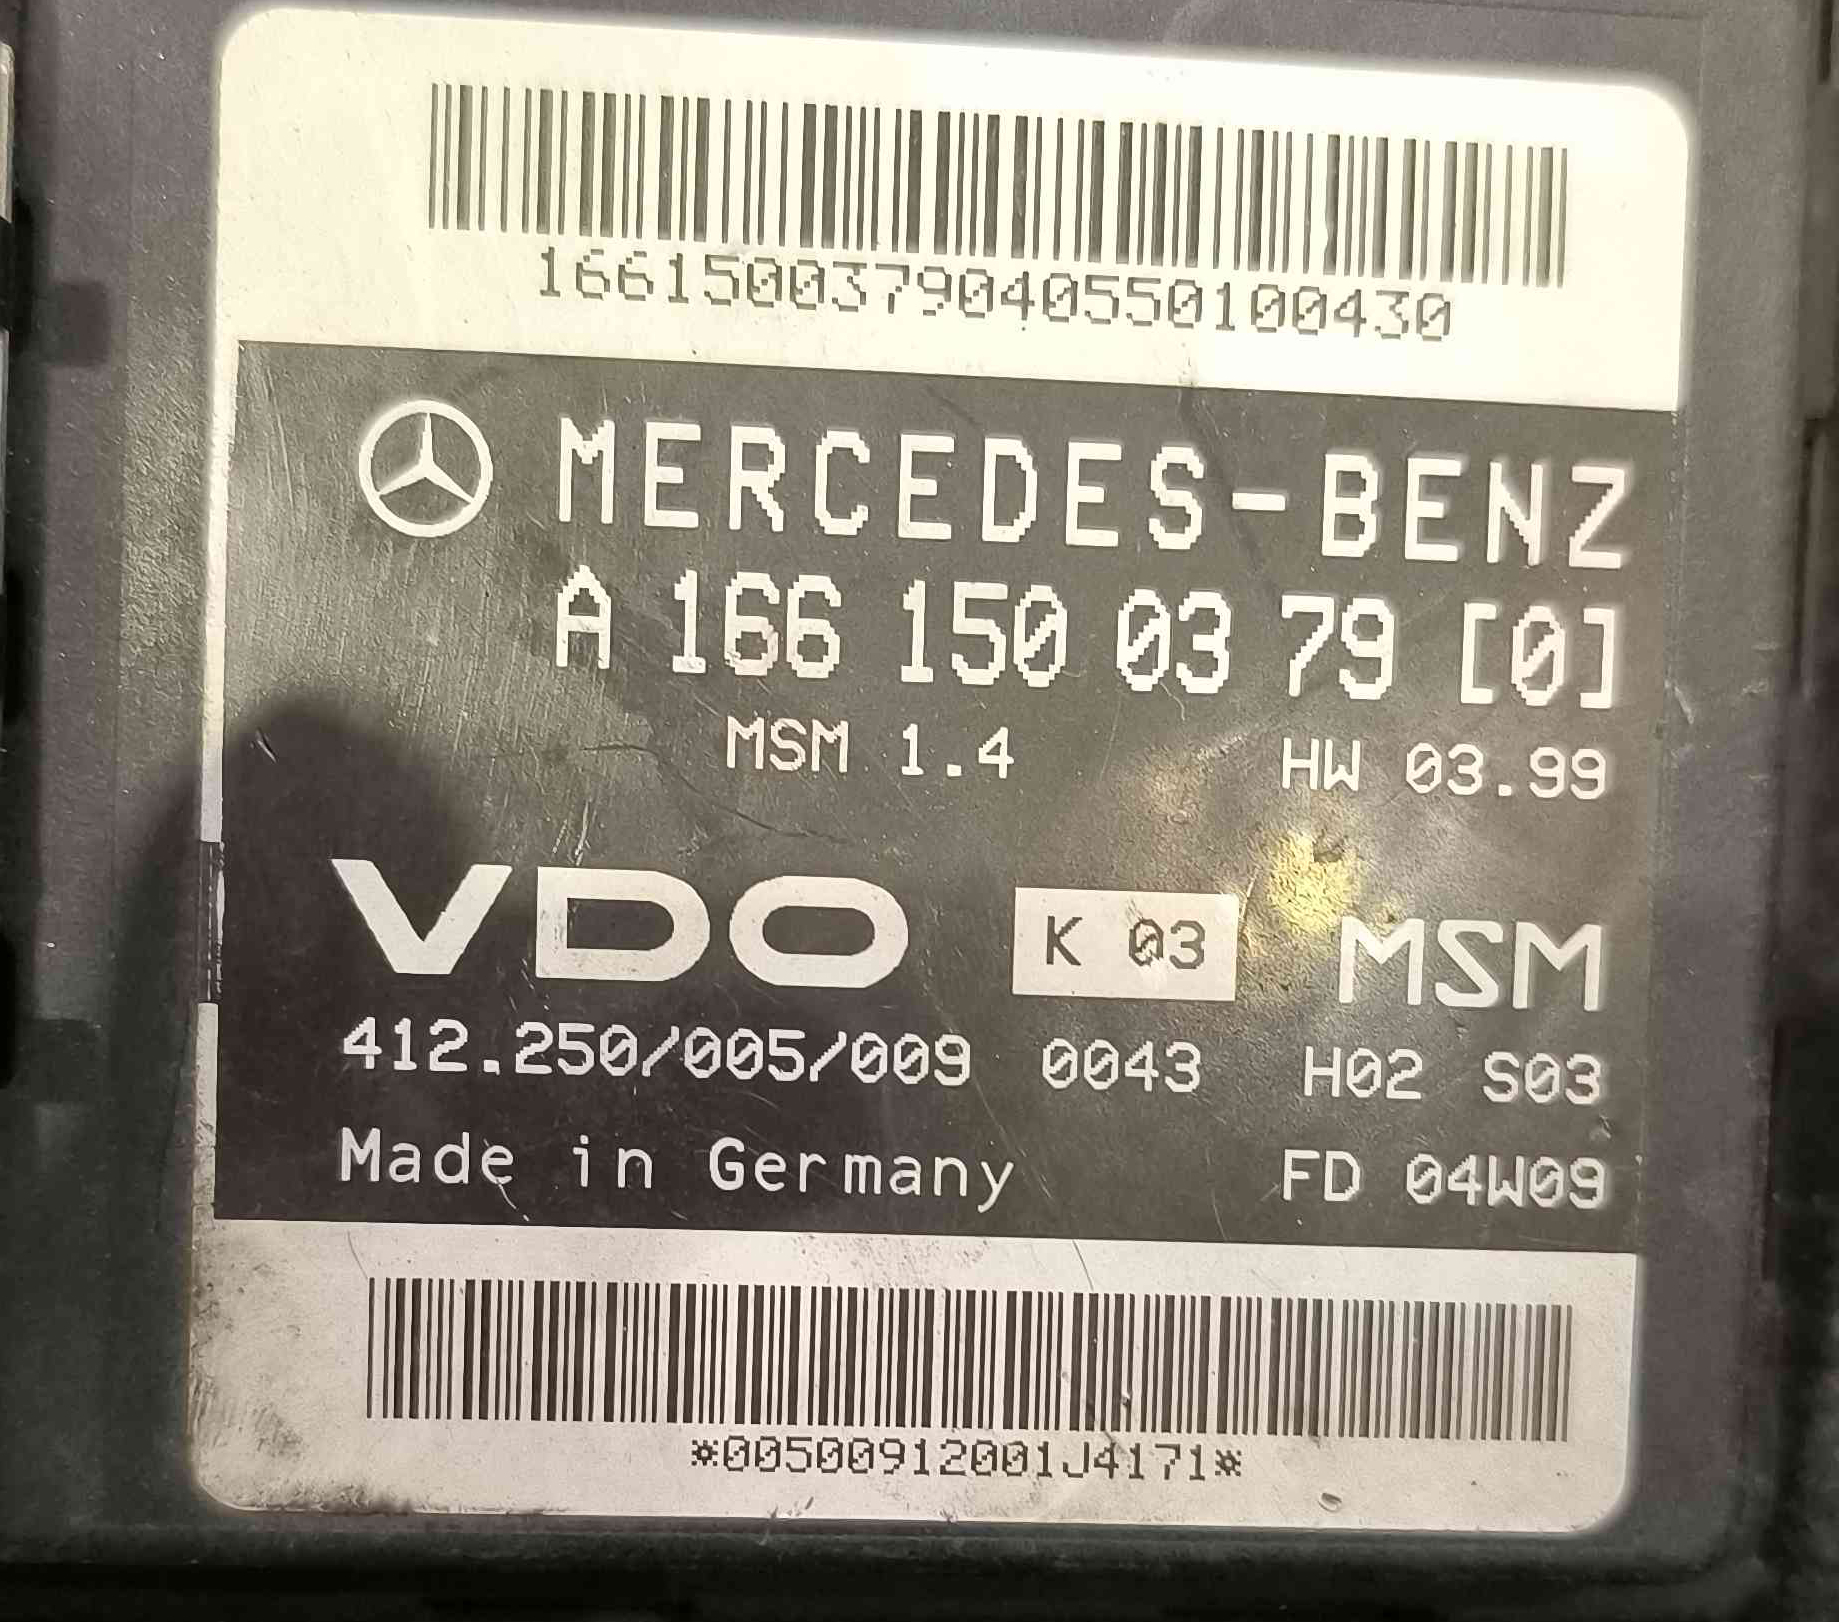 1661500379040550100430
MERCEDES-BENZ
A 166 150 03 79 [0]
MSM 1.4 HW 03.99
VDO K 03 MSM
412.250/005/009 0043 H02 S03
Made in Germany FD 04W09
*00500912001J4171*